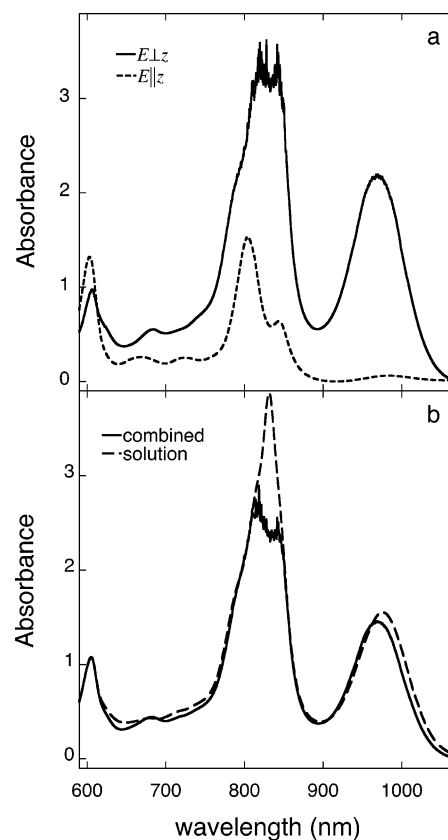 a
E⊥z
E∥z
3
2
1
0
Absorbance
b
combined
solution
3
2
1
0
Absorbance
600 700 800 900 1000
wavelength (nm)